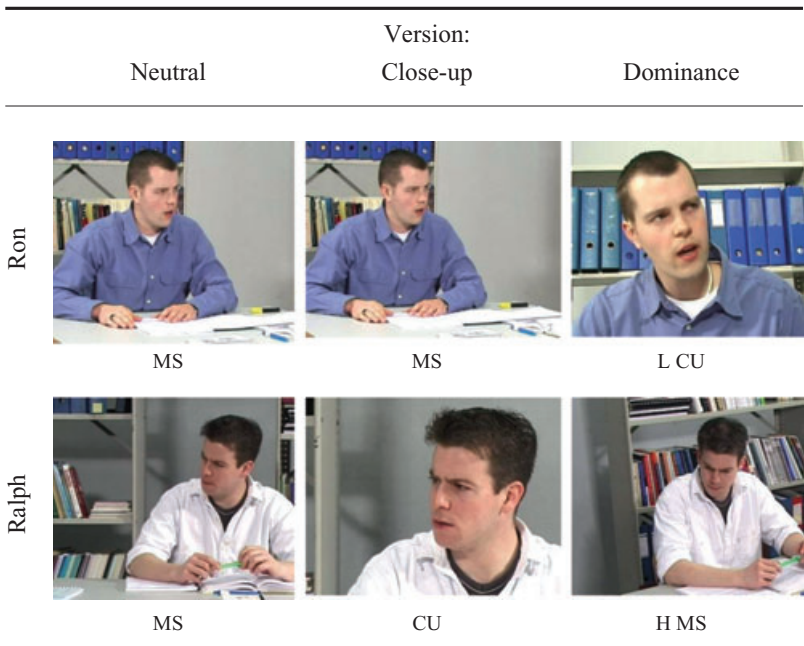 Version:
Neutral Close-up Dominance
Ron
MS MS L CU
Ralph
MS CU H MS